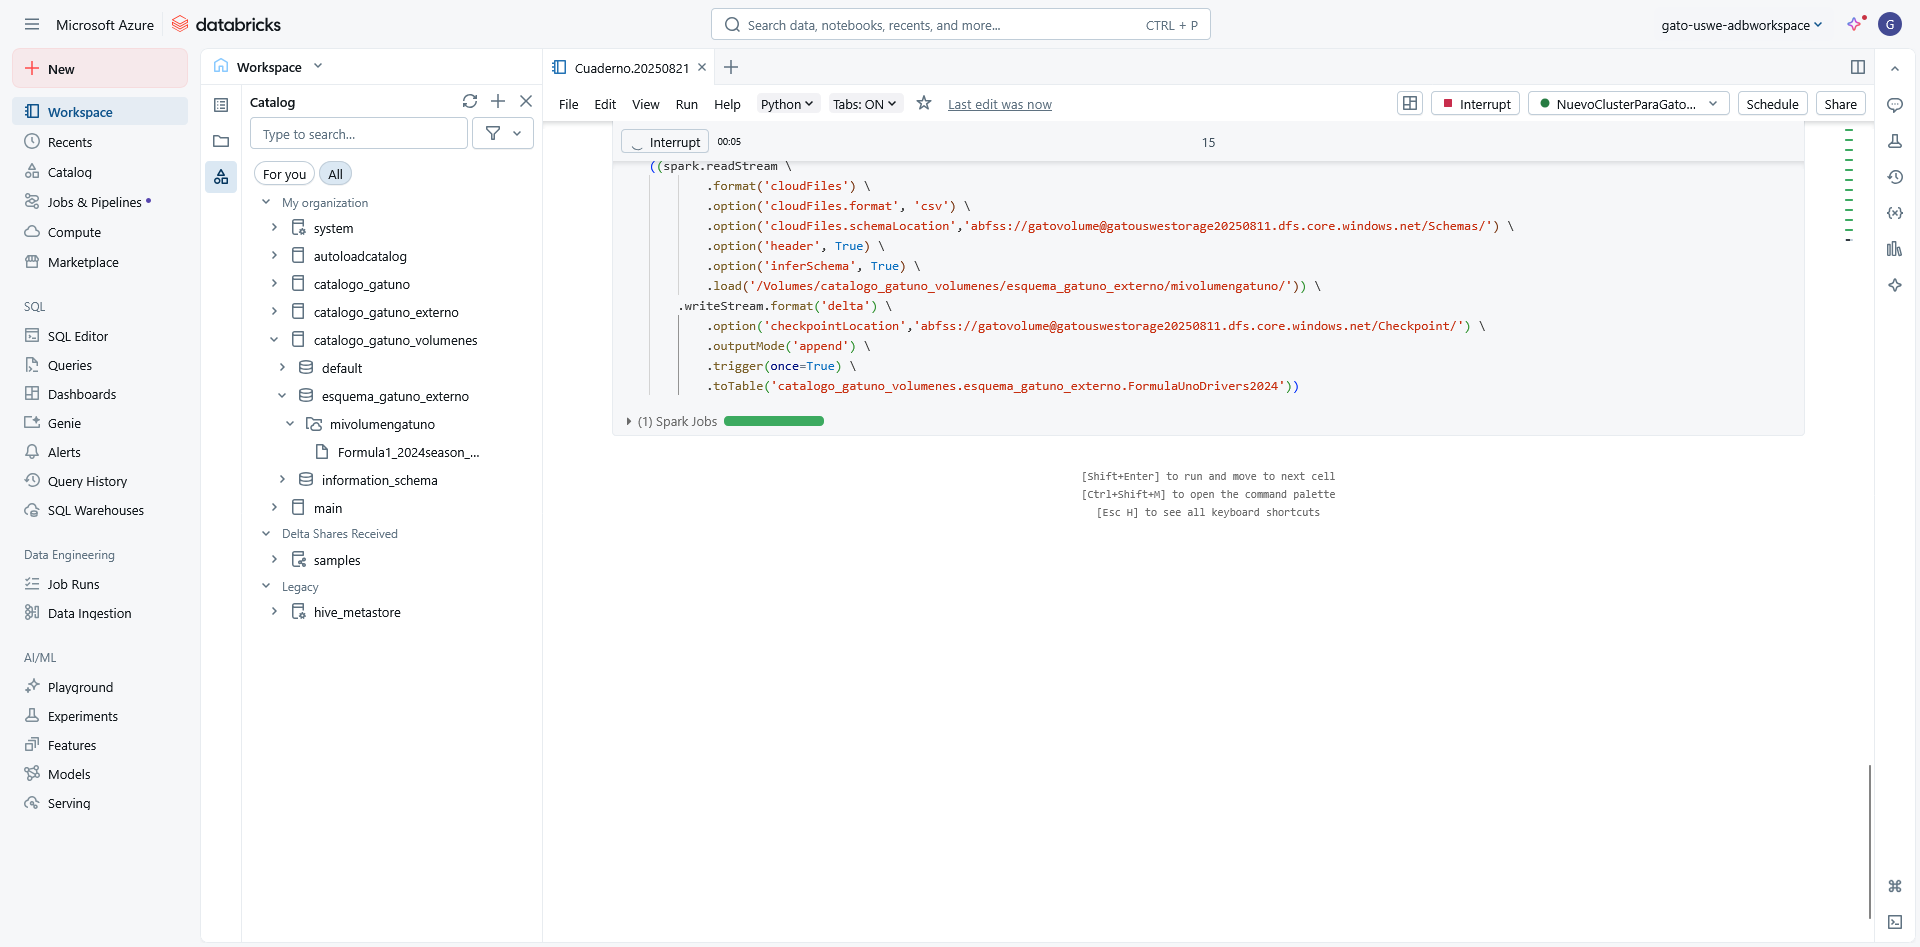 Microsoft Azure
databricks
Search data, notebooks, recents, and more...
CTRL + P
gato-uswe-adbworkspace
G
New
Workspace
Recents
Catalog
Jobs & Pipelines
Compute
Marketplace
SQL
SQL Editor
Queries
Dashboards
Genie
Alerts
Query History
SQL Warehouses
Data Engineering
Job Runs
Data Ingestion
AI/ML
Playground
Experiments
Features
Models
Serving
Workspace
Catalog
Type to search...
For you
All
My organization
system
autoloadcatalog
catalogo_gatuno
catalogo_gatuno_externo
catalogo_gatuno_volumenes
default
esquema_gatuno_externo
mivolumengatuno
Formula1_2024season_...
information_schema
main
Delta Shares Received
samples
Legacy
hive_metastore
Cuaderno.20250821
File Edit View Run Help Python Tabs: ON Last edit was now
Interrupt
NuevoClusterParaGato...
Schedule
Share
Interrupt 00:05
15
((spark.readStream \
.format('cloudFiles') \
.option('cloudFiles.format', 'csv') \
.option('cloudFiles.schemaLocation','abfss://gatovolume@gatouswestorage20250811.dfs.core.windows.net/Schemas/') \
.option('header', True) \
.option('inferSchema', True) \
.load('/Volumes/catalogo_gatuno_volumenes/esquema_gatuno_externo/mivolumengatuno/')) \
.writeStream.format('delta') \
.option('checkpointLocation','abfss://gatovolume@gatouswestorage20250811.dfs.core.windows.net/Checkpoint/') \
.outputMode('append') \
.trigger(once=True) \
.toTable('catalogo_gatuno_volumenes.esquema_gatuno_externo.FormulaUnoDrivers2024'))
(1) Spark Jobs
[Shift+Enter] to run and move to next cell
[Ctrl+Shift+M] to open the command palette
[Esc H] to see all keyboard shortcuts